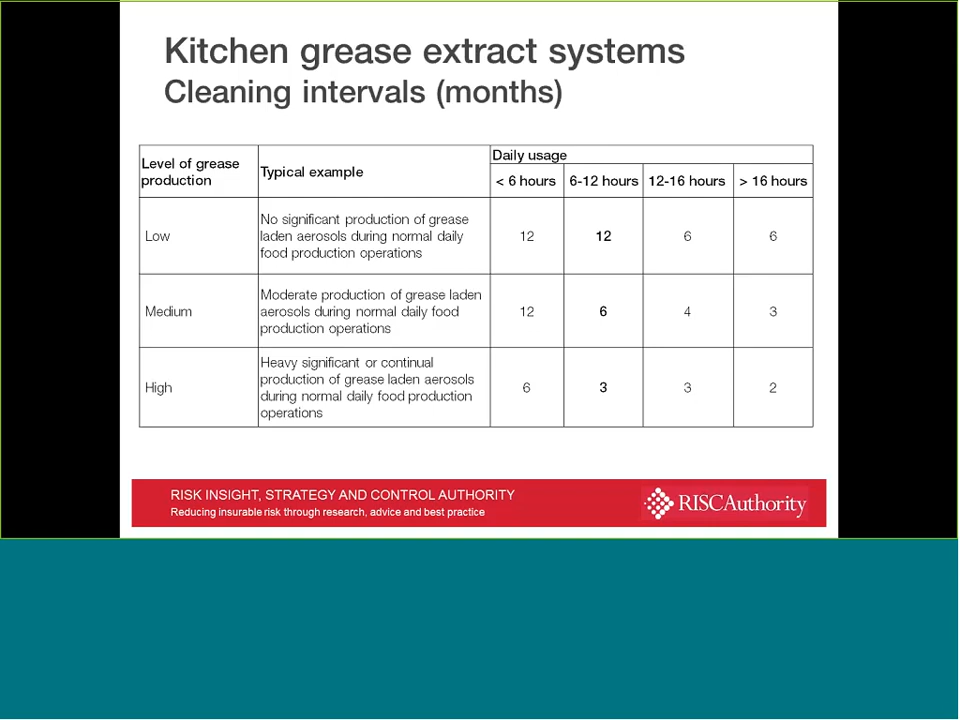 Kitchen grease extract systems
Cleaning intervals (months)
Level of grease
production
Typical example
Daily usage
< 6 hours
6-12 hours
12-16 hours
> 16 hours
Low
No significant production of grease
laden aerosols during normal daily
food production operations
12
12
6
6
Medium
Moderate production of grease laden
aerosols during normal daily food
production operations
12
6
4
3
High
Heavy significant or continual
production of grease laden aerosols
during normal daily food production
operations
6
3
3
2
RISK INSIGHT, STRATEGY AND CONTROL AUTHORITY
Reducing insurable risk through research, advice and best practice
RISCAuthority